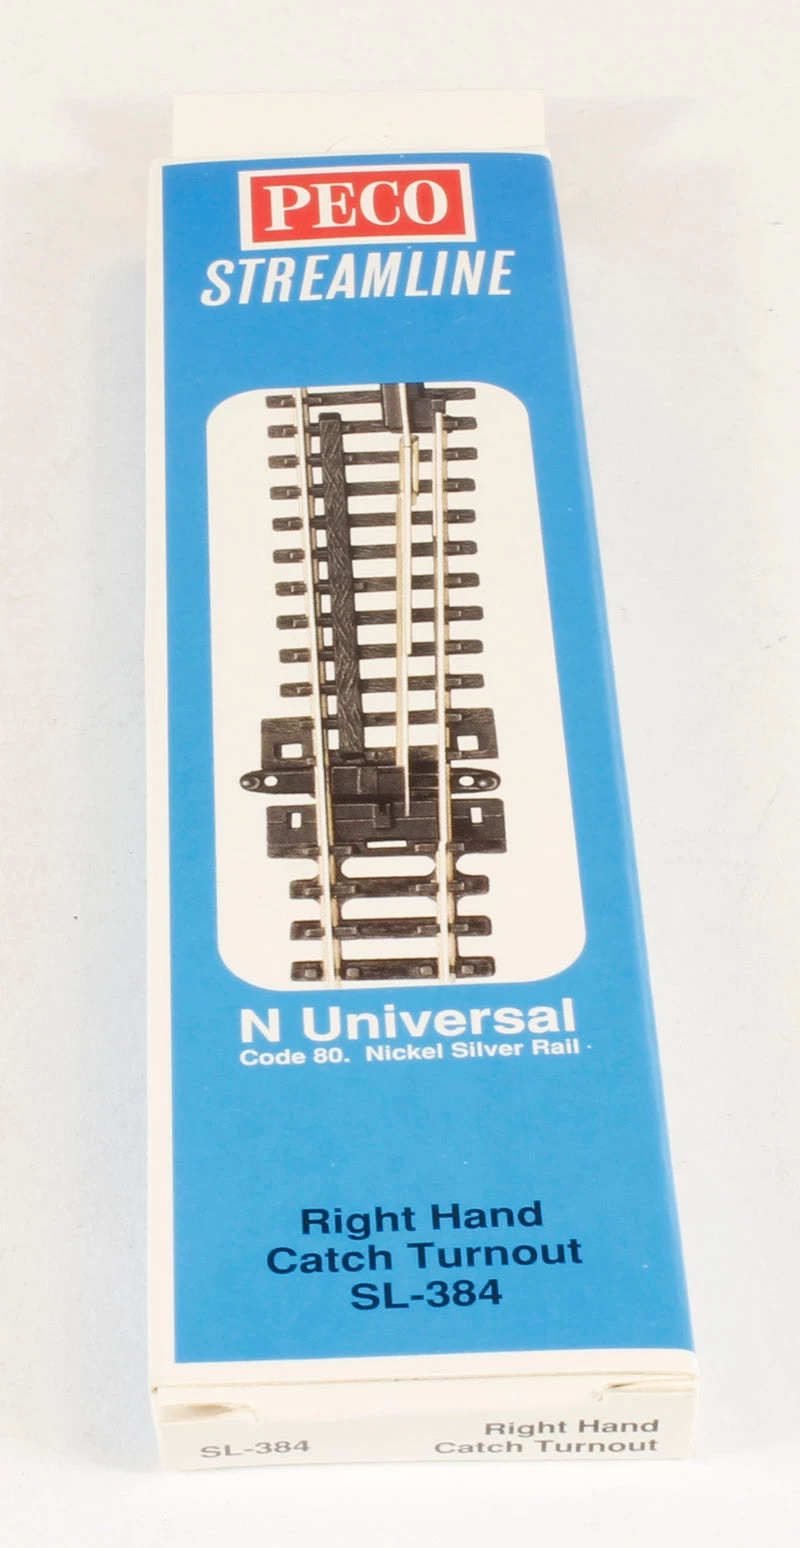 PECO
STREAMLINE
N Universal
Code 80. Nickel Silver Rail
Right Hand
Catch Turnout
SL-384
SL-384
Right Hand
Catch Turnout